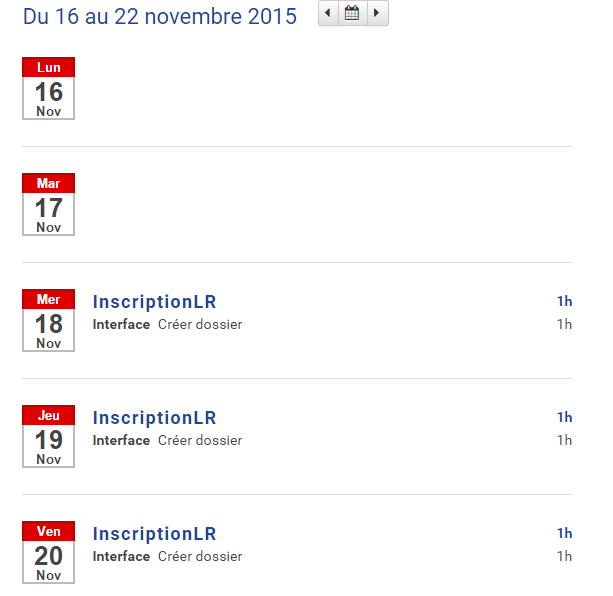 Du 16 au 22 novembre 2015
Lun
16
Nov
Mar
17
Nov
Mer
18
Nov
InscriptionLR 1h
Interface Créer dossier 1h
Jeu
19
Nov
InscriptionLR 1h
Interface Créer dossier 1h
Ven
20
Nov
InscriptionLR 1h
Interface Créer dossier 1h